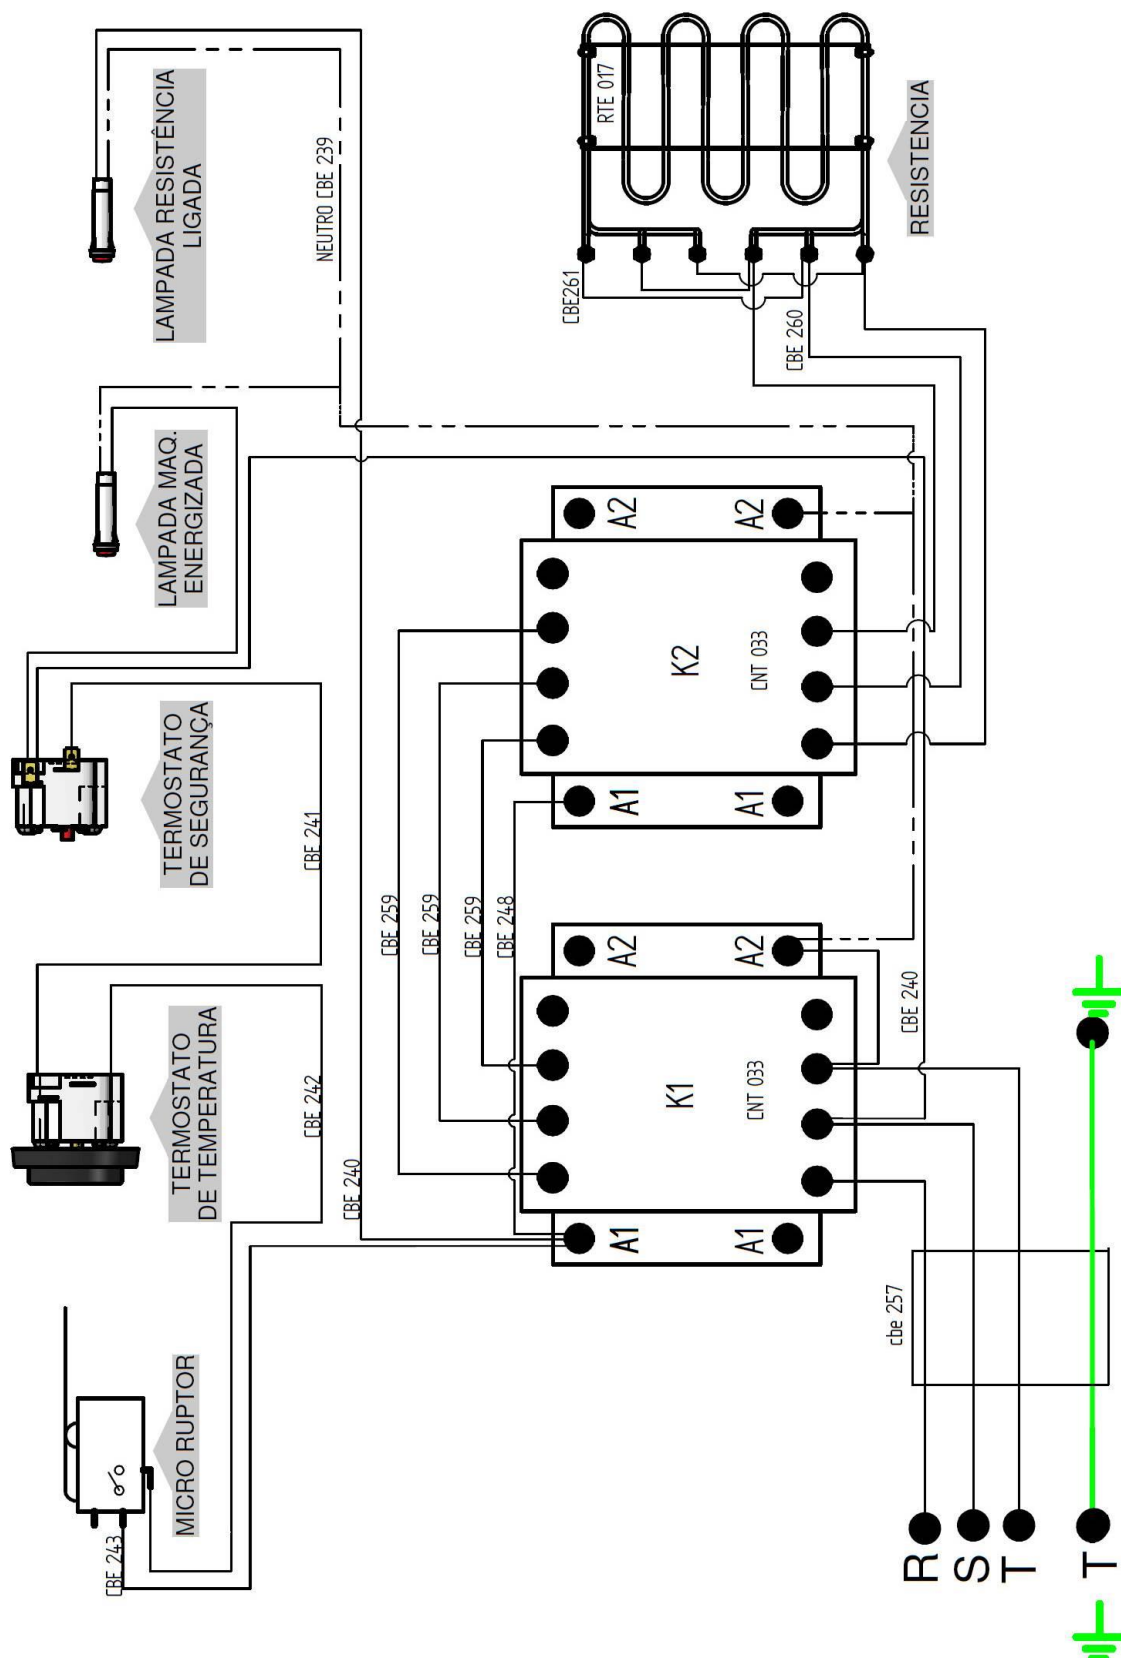 LAMPADA RESISTÊNCIA
LIGADA
LAMPADA MAQ.
ENERGIZADA
TERMOSTATO
DE SEGURANÇA
TERMOSTATO
DE TEMPERATURA
MICRO RUPTOR
NEUTRO CBE 239
CBE 241
CBE 242
CBE 240
CBE 243
RTE 017
RESISTENCIA
CBE261
CBE 260
CBE 259
CBE 259
CBE 259
CBE 248
A2
A2
K2
CNT 033
A1
A1
A2
A2
K1
CNT 033
A1
A1
CBE 240
cbe 257
R
S
T
T